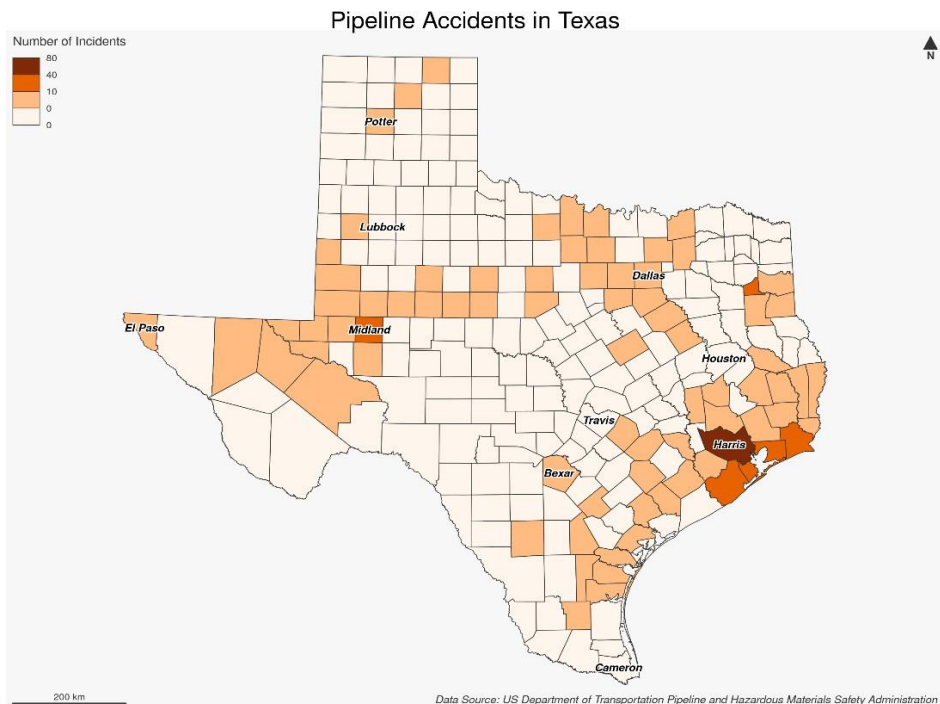 Pipeline Accidents in Texas
Number of Incidents
80
40
10
0
0
N
Potter
Lubbock
Dallas
El Paso
Midland
Houston
Travis
Harris
Bexar
Cameron
200 km
Data Source: US Department of Transportation Pipeline and Hazardous Materials Safety Administration